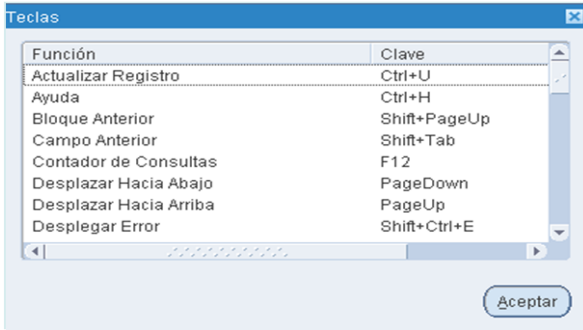 Teclas
Función Clave
Actualizar Registro Ctrl+U
Ayuda Ctrl+H
Bloque Anterior Shift+PageUp
Campo Anterior Shift+Tab
Contador de Consultas F12
Desplazar Hacia Abajo PageDown
Desplazar Hacia Arriba PageUp
Desplegar Error Shift+Ctrl+E
Aceptar